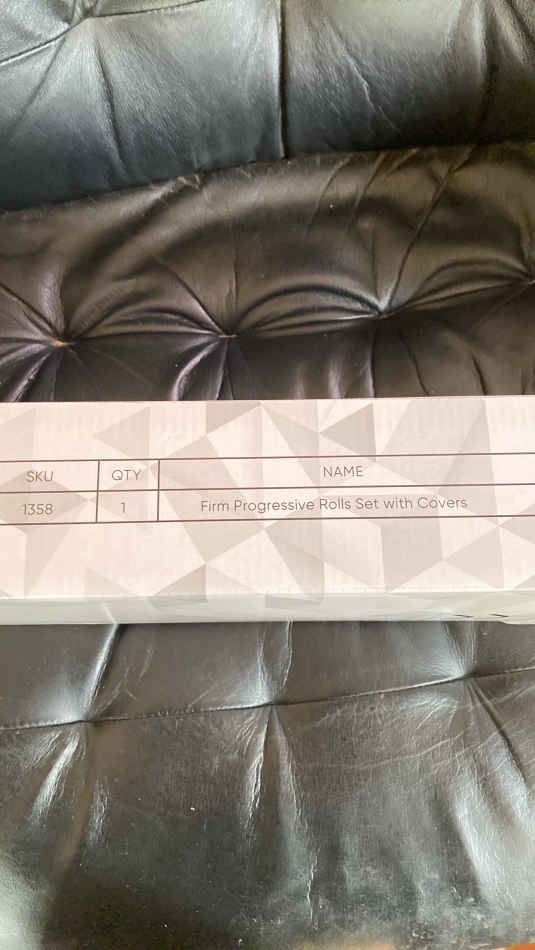 SKU QTY NAME
1358 1 Firm Progressive Rolls Set with Covers